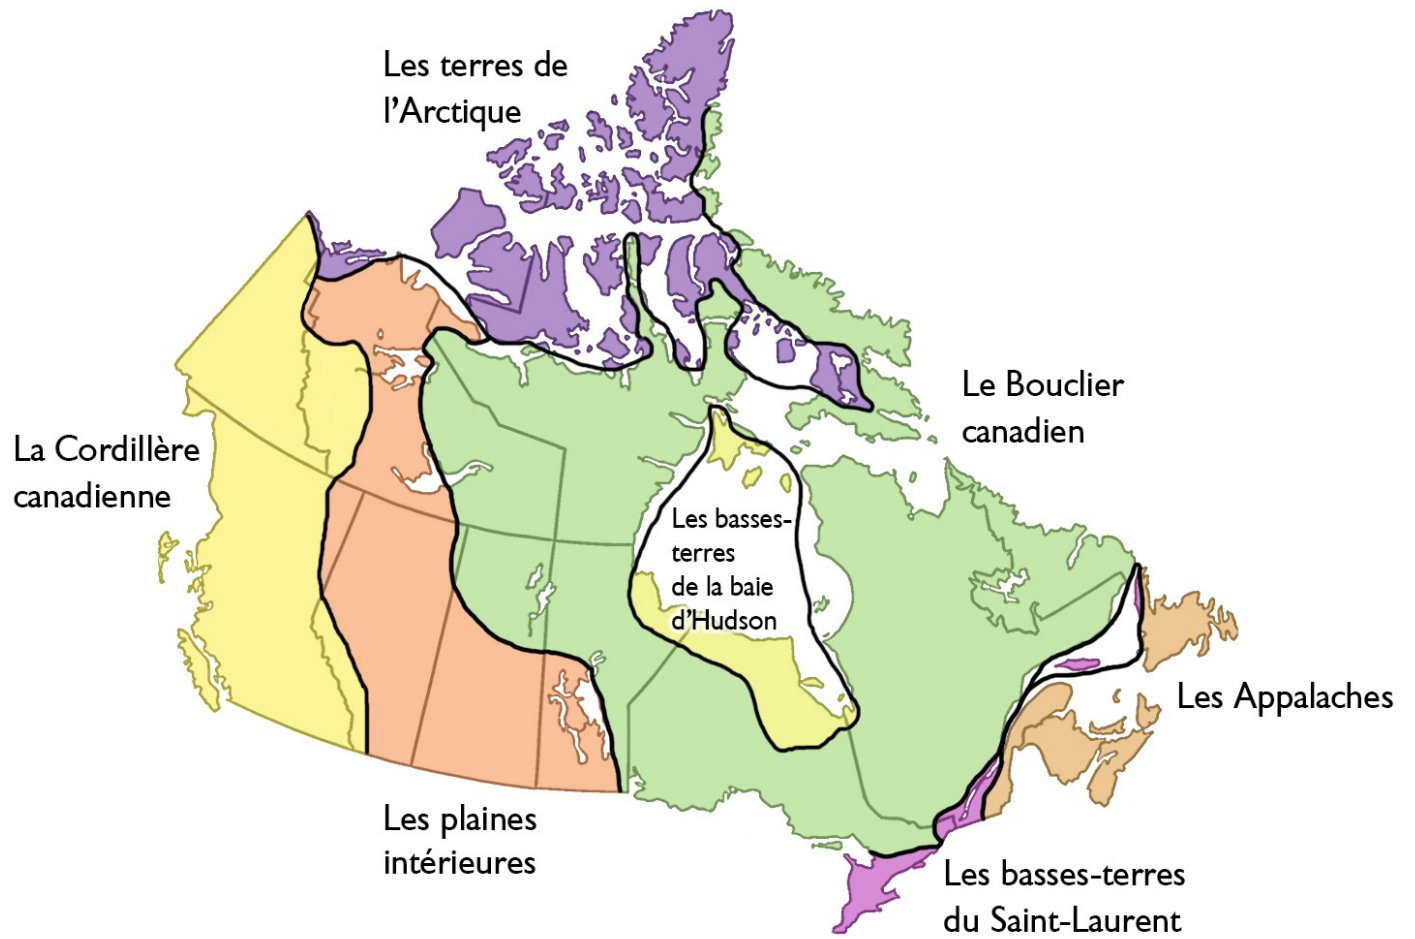 Les terres de
l'Arctique
Le Bouclier
canadien
La Cordillère
canadienne
Les basses-
terres
de la baie
d'Hudson
Les Appalaches
Les plaines
intérieures
Les basses-terres
du Saint-Laurent